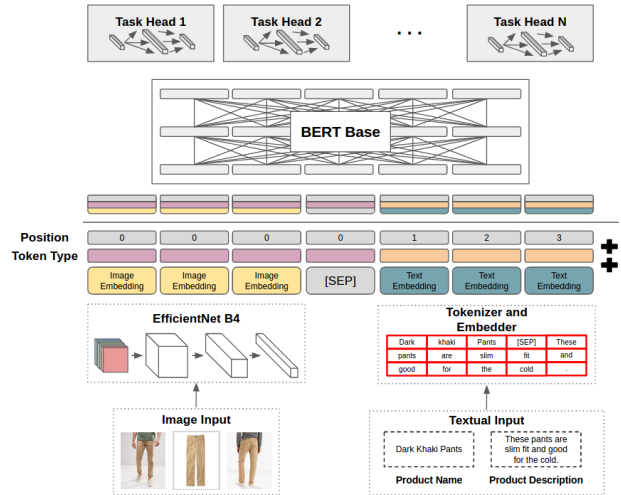 Task Head 1
Task Head 2
. . .
Task Head N
BERT Base
Position
0 0 0 0 1 2 3
Token Type
Image Embedding
Image Embedding
Image Embedding
[SEP]
Text Embedding
Text Embedding
Text Embedding
EfficientNet B4
Tokenizer and
Embedder
Dark khaki Pants [SEP] These
pants are slim fit and
good for the cold .
Image Input
Textual Input
Dark Khaki Pants
These pants are
slim fit and good
for the cold.
Product Name
Product Description